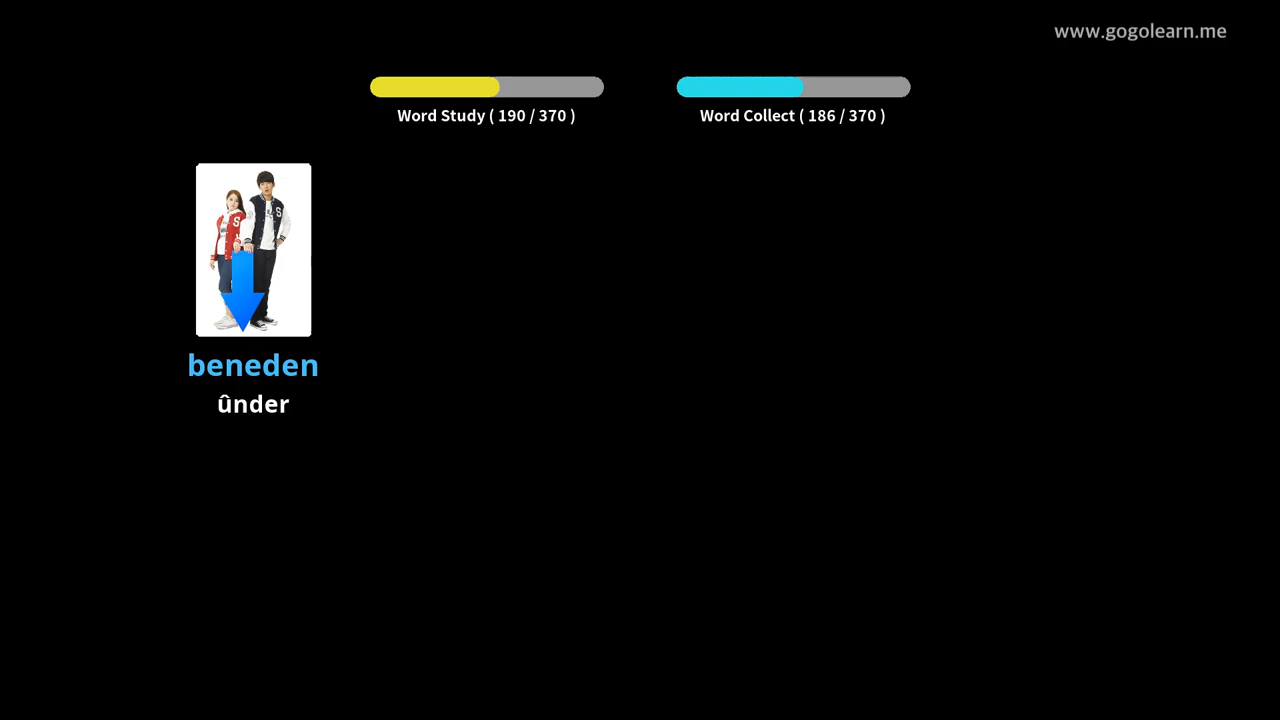 www.gogolearn.me
Word Study ( 190 / 370 )
Word Collect ( 186 / 370 )
S
S
beneden
ûnder